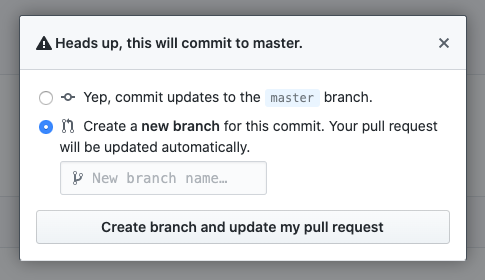 Heads up, this will commit to master.
Yep, commit updates to the master branch.
Create a new branch for this commit. Your pull request
will be updated automatically.
New branch name…
Create branch and update my pull request